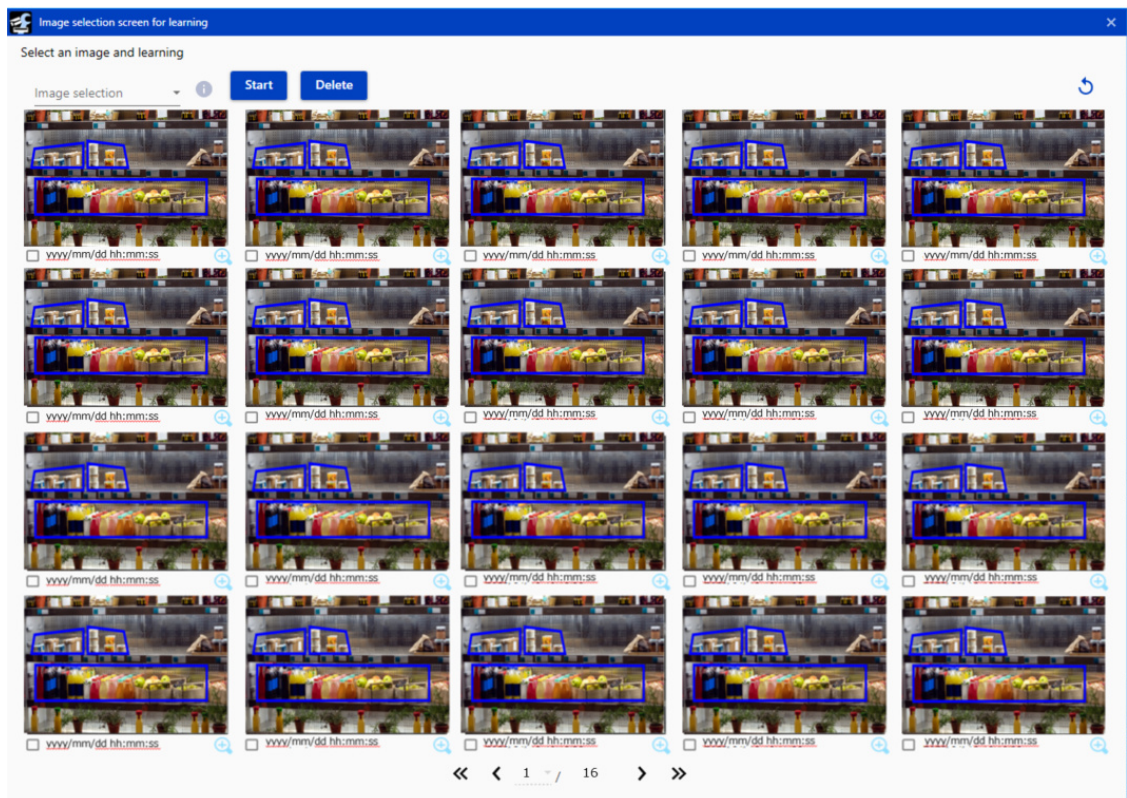 Image selection screen for learning
Select an image and learning
Image selection
Start
Delete
yyyy/mm/dd hh:mm:ss yyyy/mm/dd hh:mm:ss yyyy/mm/dd hh:mm:ss yyyy/mm/dd hh:mm:ss yyyy/mm/dd hh:mm:ss
yyyy/mm/dd hh:mm:ss yyyy/mm/dd hh:mm:ss yyyy/mm/dd hh:mm:ss yyyy/mm/dd hh:mm:ss yyyy/mm/dd hh:mm:ss
yyyy/mm/dd hh:mm:ss yyyy/mm/dd hh:mm:ss yyyy/mm/dd hh:mm:ss yyyy/mm/dd hh:mm:ss yyyy/mm/dd hh:mm:ss
yyyy/mm/dd hh:mm:ss yyyy/mm/dd hh:mm:ss yyyy/mm/dd hh:mm:ss yyyy/mm/dd hh:mm:ss yyyy/mm/dd hh:mm:ss
1 / 16